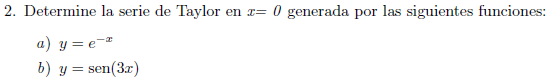 2. Determine la serie de Taylor en x= 0 generada por las siguientes funciones:
a) y = e^{-x}
b) y = sen(3x)